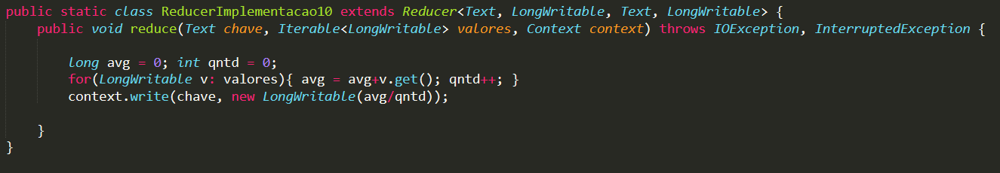 public static class ReducerImplementacao10 extends Reducer<Text, LongWritable, Text, LongWritable> {
    public void reduce(Text chave, Iterable<LongWritable> valores, Context context) throws IOException, InterruptedException {

        long avg = 0; int qntd = 0;
        for(LongWritable v: valores){ avg = avg+v.get(); qntd++; }
        context.write(chave, new LongWritable(avg/qntd));

    }
}